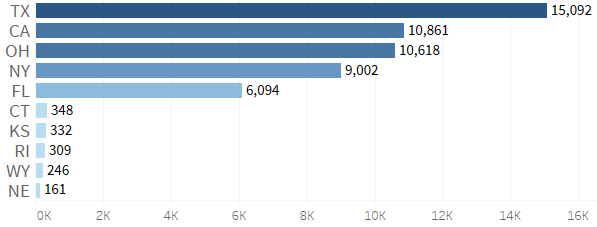 TX 15,092
CA 10,861
OH 10,618
NY 9,002
FL 6,094
CT 348
KS 332
RI 309
WY 246
NE 161
0K 2K 4K 6K 8K 10K 12K 14K 16K